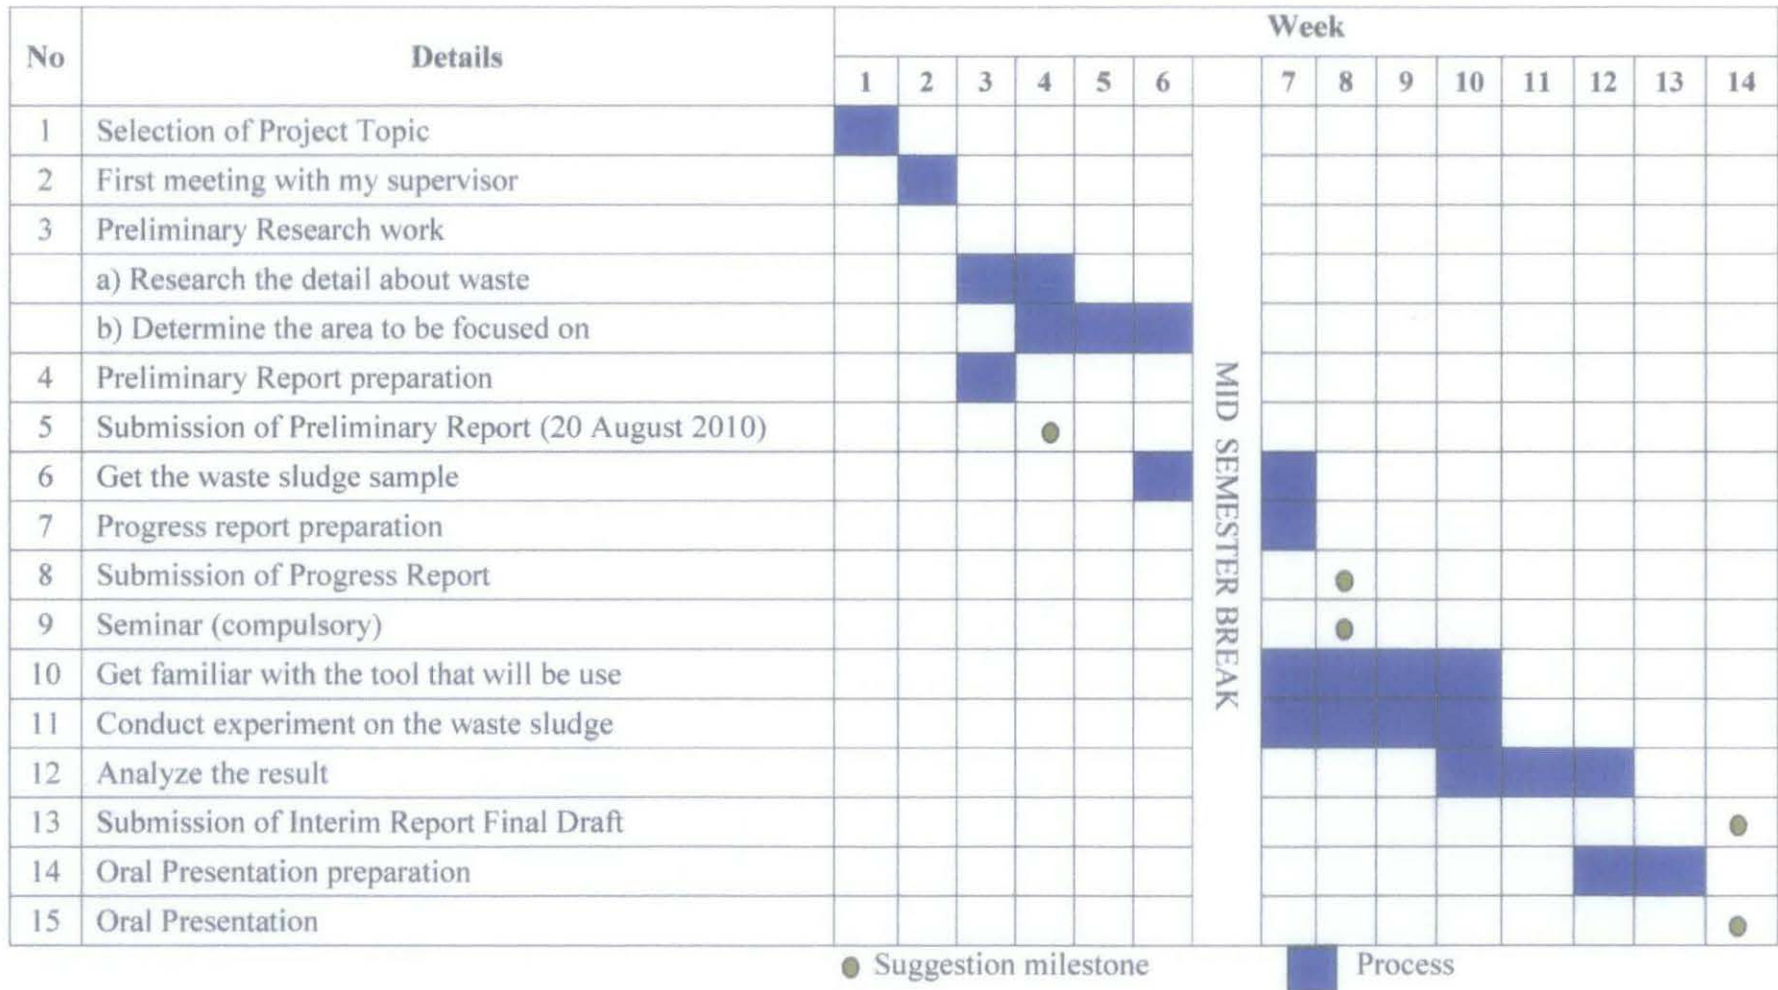 No Details Week
1 2 3 4 5 6 7 8 9 10 11 12 13 14
1 Selection of Project Topic
2 First meeting with my supervisor
3 Preliminary Research work
a) Research the detail about waste
b) Determine the area to be focused on
4 Preliminary Report preparation
5 Submission of Preliminary Report (20 August 2010)
6 Get the waste sludge sample
7 Progress report preparation
8 Submission of Progress Report
9 Seminar (compulsory)
10 Get familiar with the tool that will be use
11 Conduct experiment on the waste sludge
12 Analyze the result
13 Submission of Interim Report Final Draft
14 Oral Presentation preparation
15 Oral Presentation
MID SEMESTER BREAK
Suggestion milestone Process